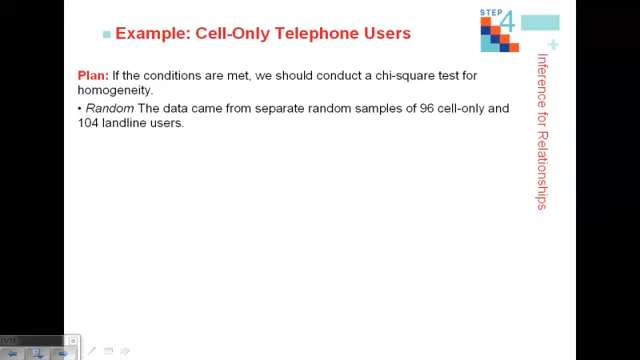 STEP
4
Example: Cell-Only Telephone Users
Plan: If the conditions are met, we should conduct a chi-square test for
homogeneity.
• Random The data came from separate random samples of 96 cell-only and
104 landline users.
Inference for Relationships